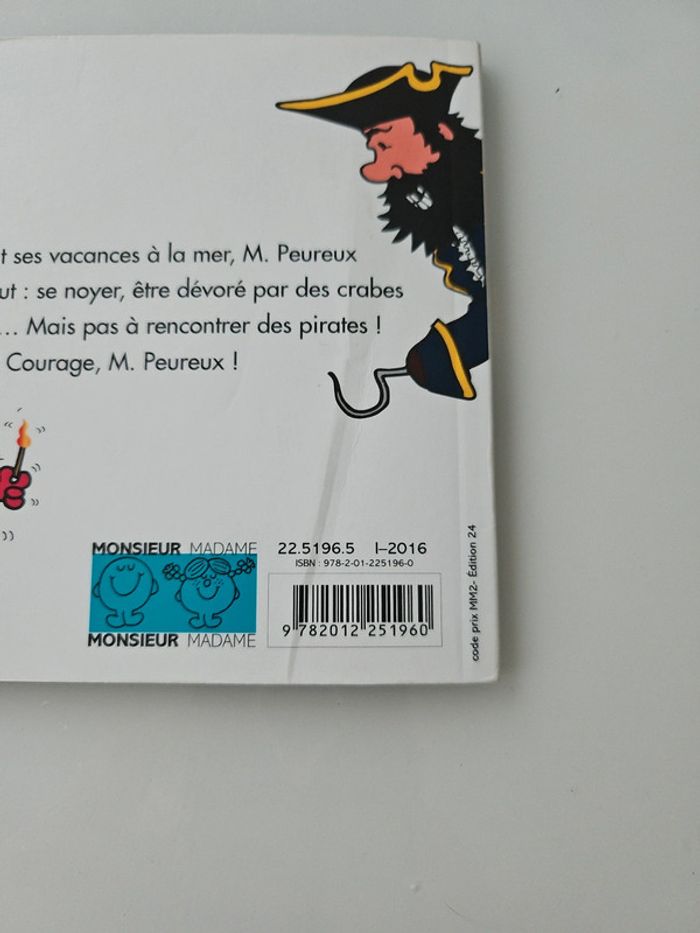 t ses vacances à la mer, M. Peureux
ut : se noyer, être dévoré par des crabes
... Mais pas à rencontrer des pirates !
Courage, M. Peureux !
MONSIEUR MADAME
MONSIEUR MADAME
22.5196.5 I–2016
ISBN : 978-2-01-225196-0
9 782012 251960
code prix MM2- Édition 24